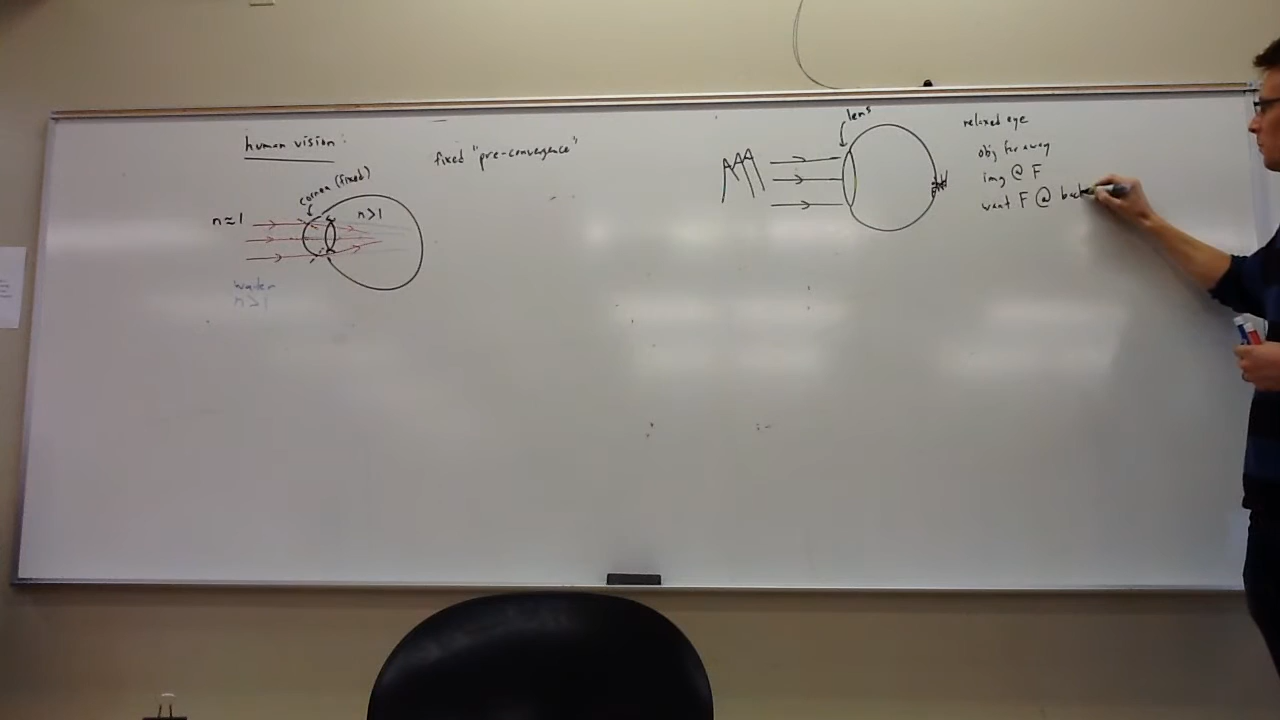 human vision:
fixed "pre-convergence"
cornea (fixed)
n≈1
n>1
water
n>1
lens
relaxed eye
obj far away
img @ F
want F @ back